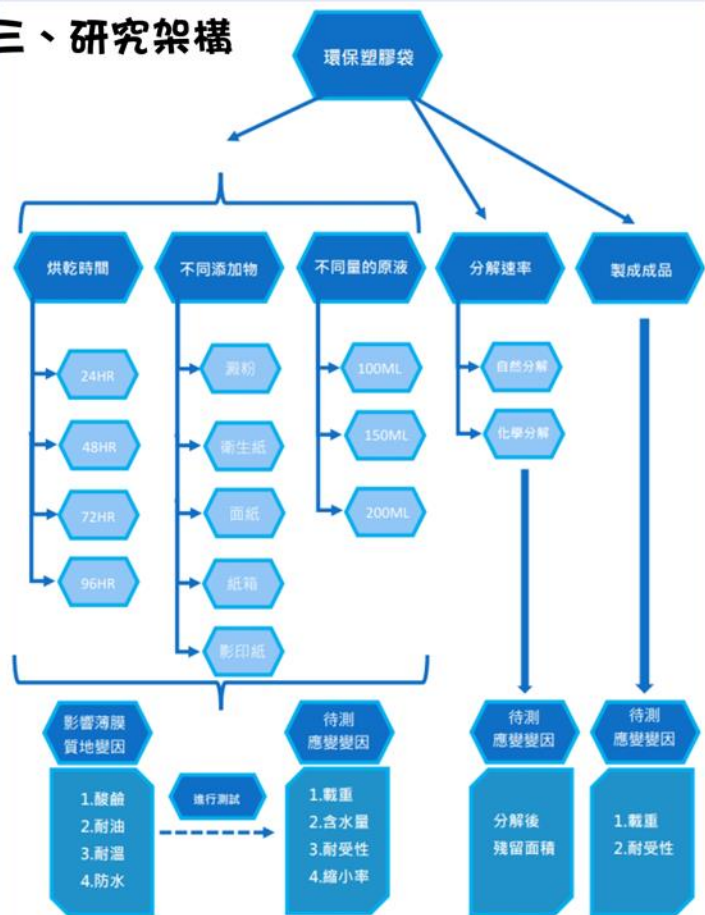 三、研究架構
環保塑膠袋
烘乾時間
不同添加物
不同量的原液
分解速率
製成成品
24HR
48HR
72HR
96HR
澱粉
衛生紙
面紙
紙箱
影印紙
100ML
150ML
200ML
自然分解
化學分解
影響薄膜
質地變因
1.酸鹼
2.耐油
3.耐溫
4.防水
進行測試
待測
應變變因
1.載重
2.含水量
3.耐受性
4.縮小率
待測
應變變因
分解後
殘留面積
待測
應變變因
1.載重
2.耐受性